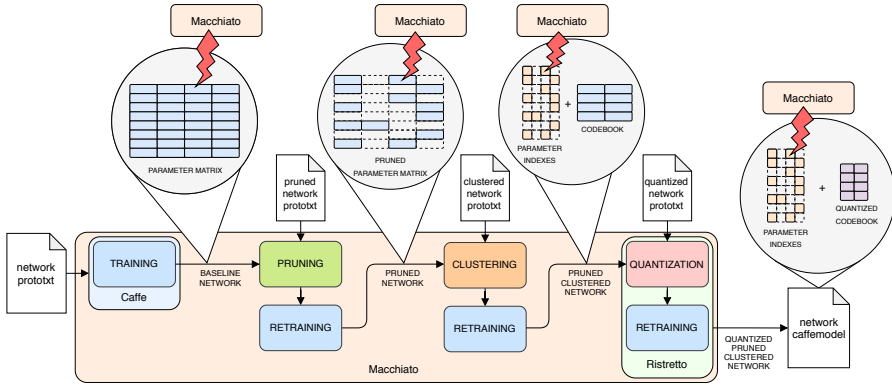 Macchiato
Macchiato
Macchiato
Macchiato
PARAMETER MATRIX
PRUNED
PARAMETER MATRIX
PARAMETER
INDEXES
+
CODEBOOK
PARAMETER
INDEXES
+
QUANTIZED
CODEBOOK
network
prototxt
pruned
network
prototxt
clustered
network
prototxt
quantized
network
prototxt
TRAINING
Caffe
BASELINE
NETWORK
PRUNING
RETRAINING
PRUNED
NETWORK
CLUSTERING
RETRAINING
PRUNED
CLUSTERED
NETWORK
QUANTIZATION
RETRAINING
Ristretto
Macchiato
QUANTIZED
PRUNED
CLUSTERED
NETWORK
network
caffemodel